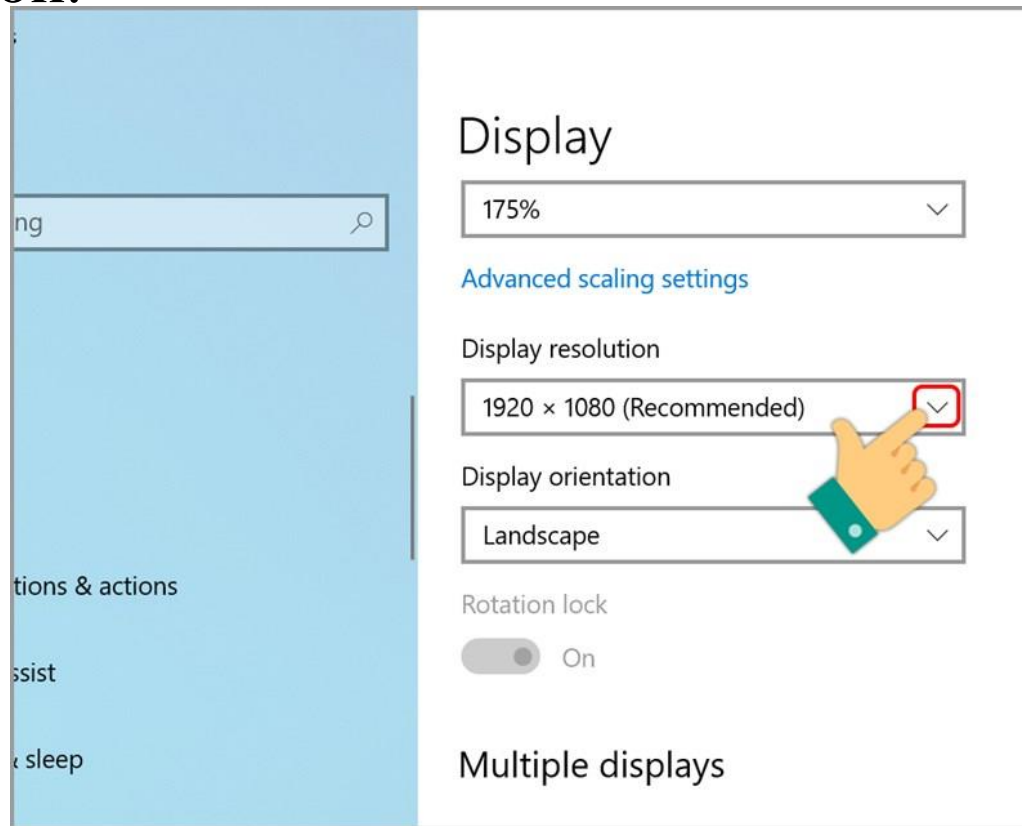 ng
tions & actions
ssist
sleep
Display
175%
Advanced scaling settings
Display resolution
1920 × 1080 (Recommended)
Display orientation
Landscape
Rotation lock
On
Multiple displays